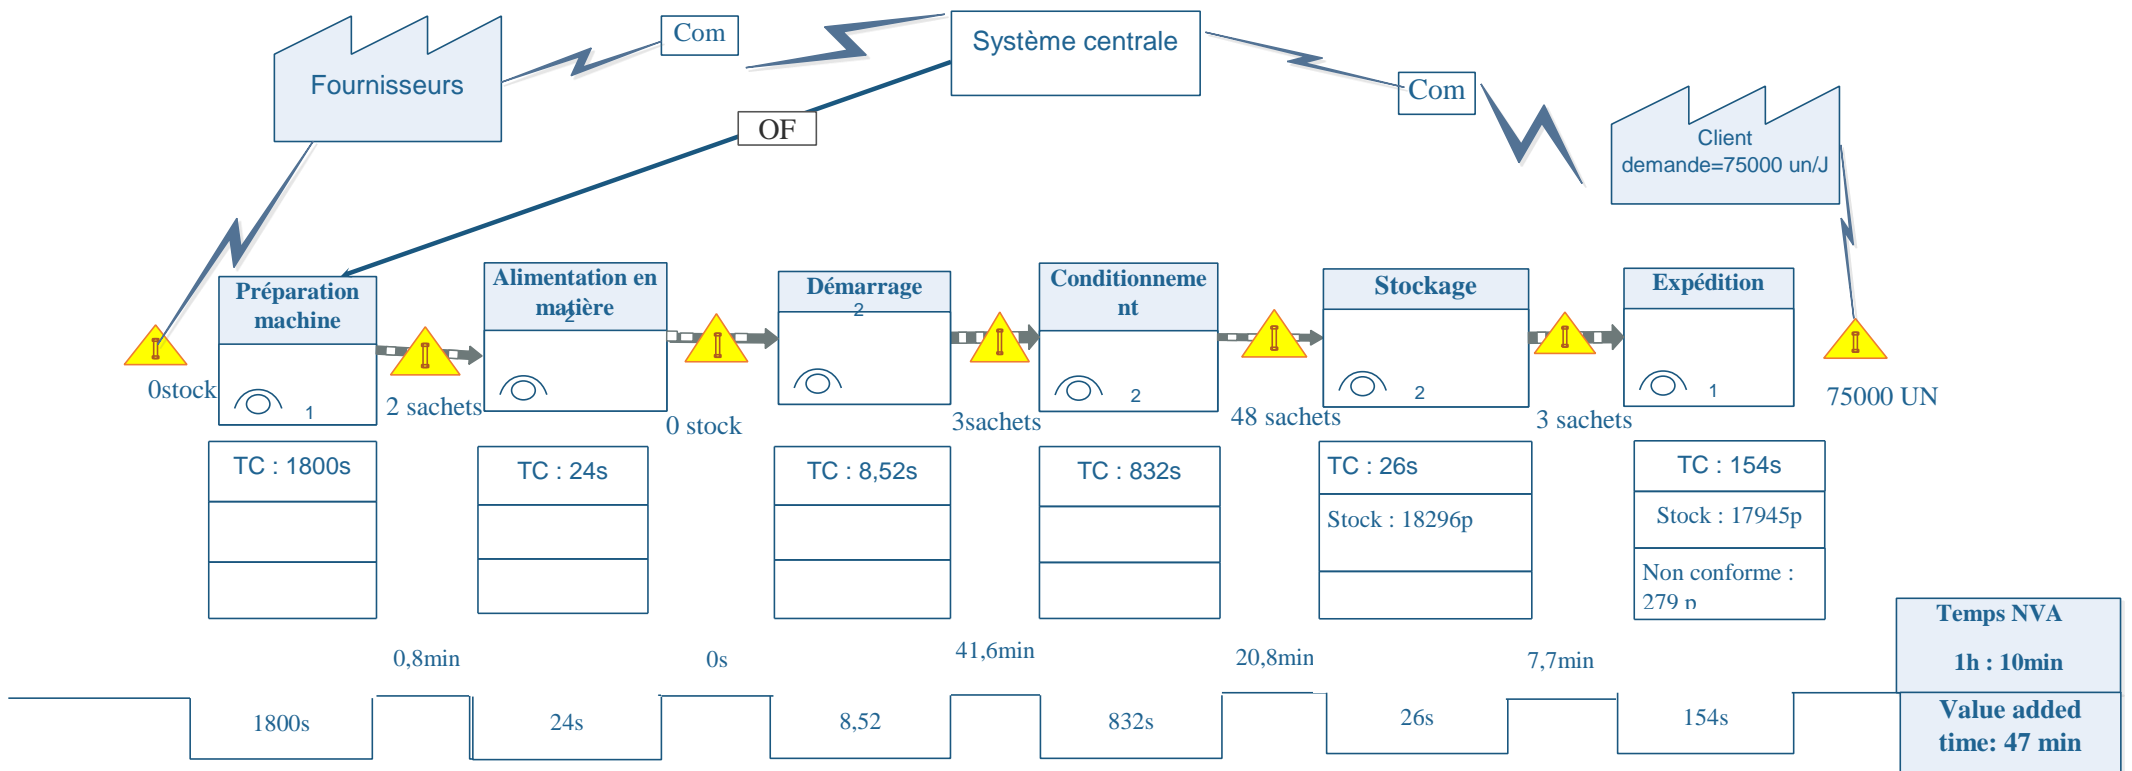 Com
Système centrale
Fournisseurs
Com
OF
Client
demande=75000 un/J
Préparation
machine
1
Alimentation en
matière
2
Démarrage
2
Conditionneme
nt
2
Stockage
2
Expédition
1
0stock
2 sachets
0 stock
3sachets
48 sachets
3 sachets
75000 UN
TC : 1800s
TC : 24s
TC : 8,52s
TC : 832s
TC : 26s
Stock : 18296p
TC : 154s
Stock : 17945p
Non conforme :
279 p
0,8min
0s
41,6min
20,8min
7,7min
Temps NVA
1h : 10min
1800s
24s
8,52
832s
26s
154s
Value added
time: 47 min